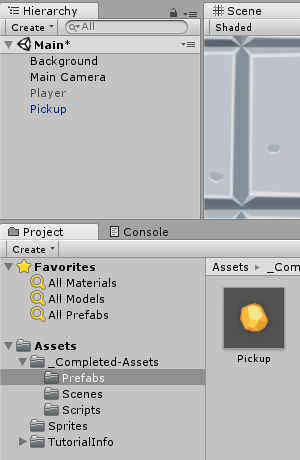 Hierarchy
Scene
Create
All
Shaded
Main*
Background
Main Camera
Player
Pickup
Project
Console
Create
Favorites
Assets
_Com
All Materials
All Models
All Prefabs
Pickup
Assets
_Completed-Assets
Prefabs
Scenes
Scripts
Sprites
TutorialInfo